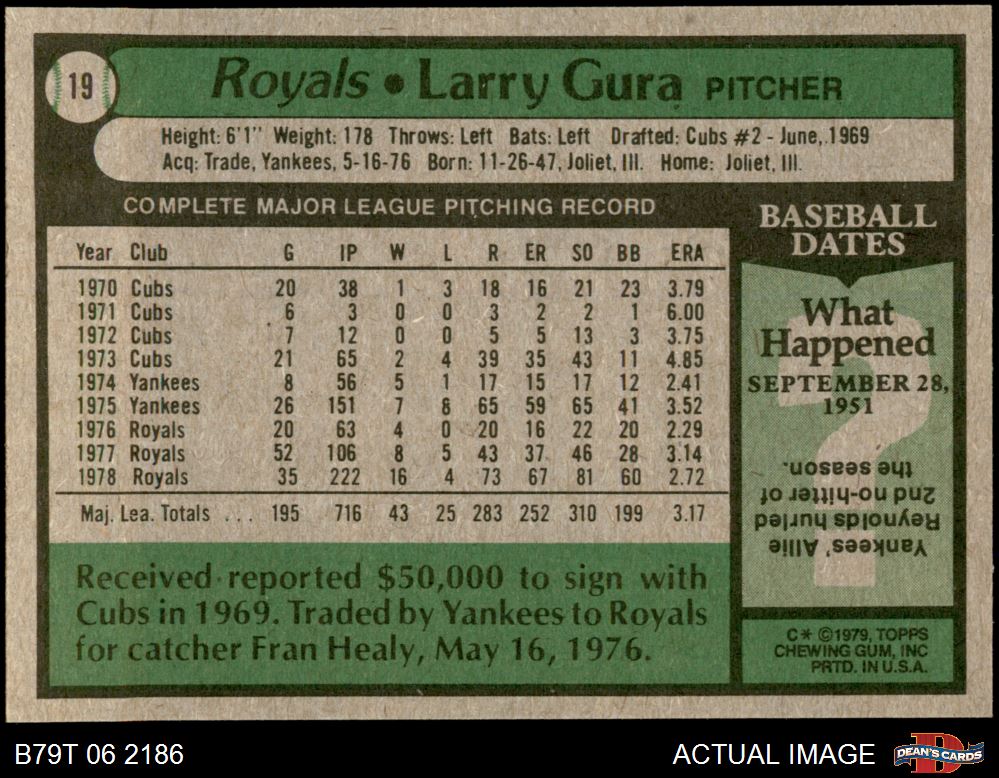 19
Royals • Larry Gura PITCHER
Height: 6'1" Weight: 178 Throws: Left Bats: Left Drafted: Cubs #2 - June, 1969
Acq: Trade, Yankees, 5-16-76 Born: 11-26-47, Joliet, Ill. Home: Joliet, Ill.
COMPLETE MAJOR LEAGUE PITCHING RECORD
Year Club G IP W L R ER SO BB ERA
1970 Cubs 20 38 1 3 18 16 21 23 3.79
1971 Cubs 6 3 0 0 3 2 2 1 6.00
1972 Cubs 7 12 0 0 5 5 13 3 3.75
1973 Cubs 21 65 2 4 39 35 43 11 4.85
1974 Yankees 8 56 5 1 17 15 17 12 2.41
1975 Yankees 26 151 7 8 65 59 65 41 3.52
1976 Royals 20 63 4 0 20 16 22 20 2.29
1977 Royals 52 106 8 5 43 37 46 28 3.14
1978 Royals 35 222 16 4 73 67 81 60 2.72
Maj. Lea. Totals . . . 195 716 43 25 283 252 310 199 3.17
Received reported $50,000 to sign with
Cubs in 1969. Traded by Yankees to Royals
for catcher Fran Healy, May 16, 1976.
BASEBALL
DATES
What
Happened
SEPTEMBER 28,
1951
Yankees' Allie
Reynolds hurled
2nd no-hitter of
the season.
C* ©1979, TOPPS
CHEWING GUM, INC
PRTD. IN U.S.A.
B79T 06 2186
ACTUAL IMAGE
D
DEAN'S CARDS